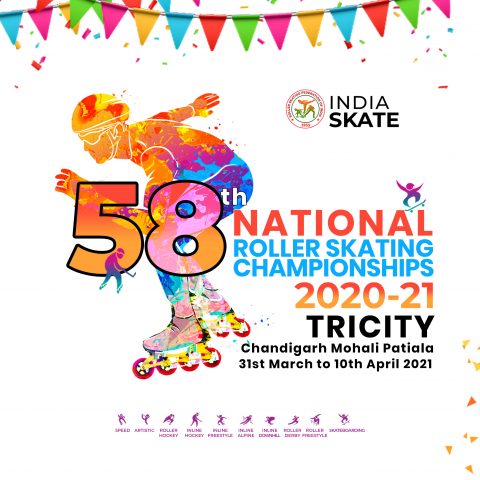 INDIA
SKATE
58th
NATIONAL
ROLLER SKATING
CHAMPIONSHIPS
2020-21
TRICITY
Chandigarh Mohali Patiala
31st March to 10th April 2021
SPEED ARTISTIC ROLLER HOCKEY INLINE HOCKEY INLINE FREESTYLE INLINE ALPINE INLINE DOWNHILL ROLLER DERBY ROLLER FREESTYLE SKATEBOARDING